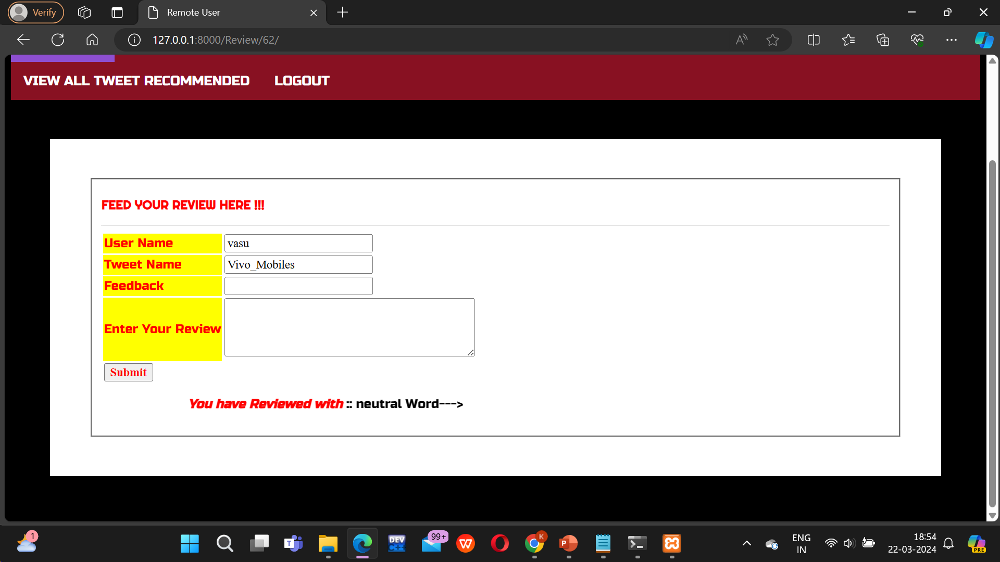 Verify
Remote User
127.0.0.1:8000/Review/62/
VIEW ALL TWEET RECOMMENDED LOGOUT
FEED YOUR REVIEW HERE !!!
User Name vasu
Tweet Name Vivo_Mobiles
Feedback
Enter Your Review
Submit
You have Reviewed with :: neutral Word--->
1
T
DEV
C++
99+
W
K
P
ENG
IN
18:54
22-03-2024
PRE